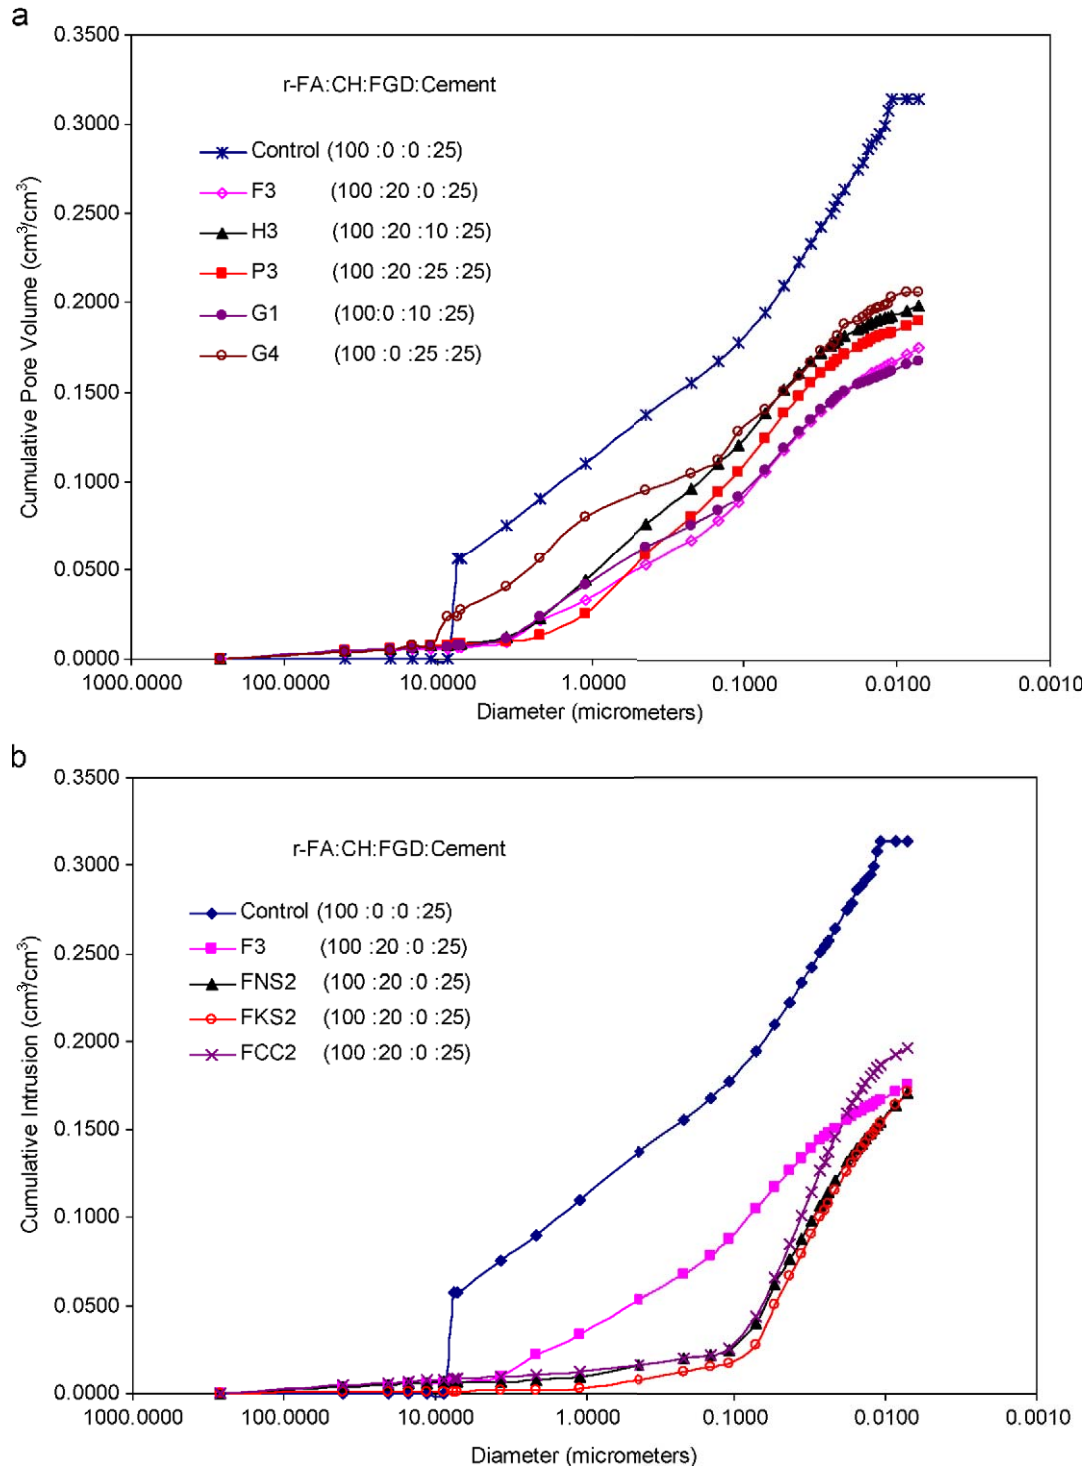 a
0.3500
0.3000
0.2500
0.2000
0.1500
0.1000
0.0500
0.0000
Cumulative Pore Volume (cm³/cm³)
r-FA:CH:FGD:Cement
Control (100 :0 :0 :25)
F3 (100 :20 :0 :25)
H3 (100 :20 :10 :25)
P3 (100 :20 :25 :25)
G1 (100:0 :10 :25)
G4 (100 :0 :25 :25)
1000.0000 100.0000 10.0000 1.0000 0.1000 0.0100 0.0010
Diameter (micrometers)
b
0.3500
0.3000
0.2500
0.2000
0.1500
0.1000
0.0500
0.0000
Cumulative Intrusion (cm³/cm³)
r-FA:CH:FGD:Cement
Control (100 :0 :0 :25)
F3 (100 :20 :0 :25)
FNS2 (100 :20 :0 :25)
FKS2 (100 :20 :0 :25)
FCC2 (100 :20 :0 :25)
1000.0000 100.0000 10.0000 1.0000 0.1000 0.0100 0.0010
Diameter (micrometers)